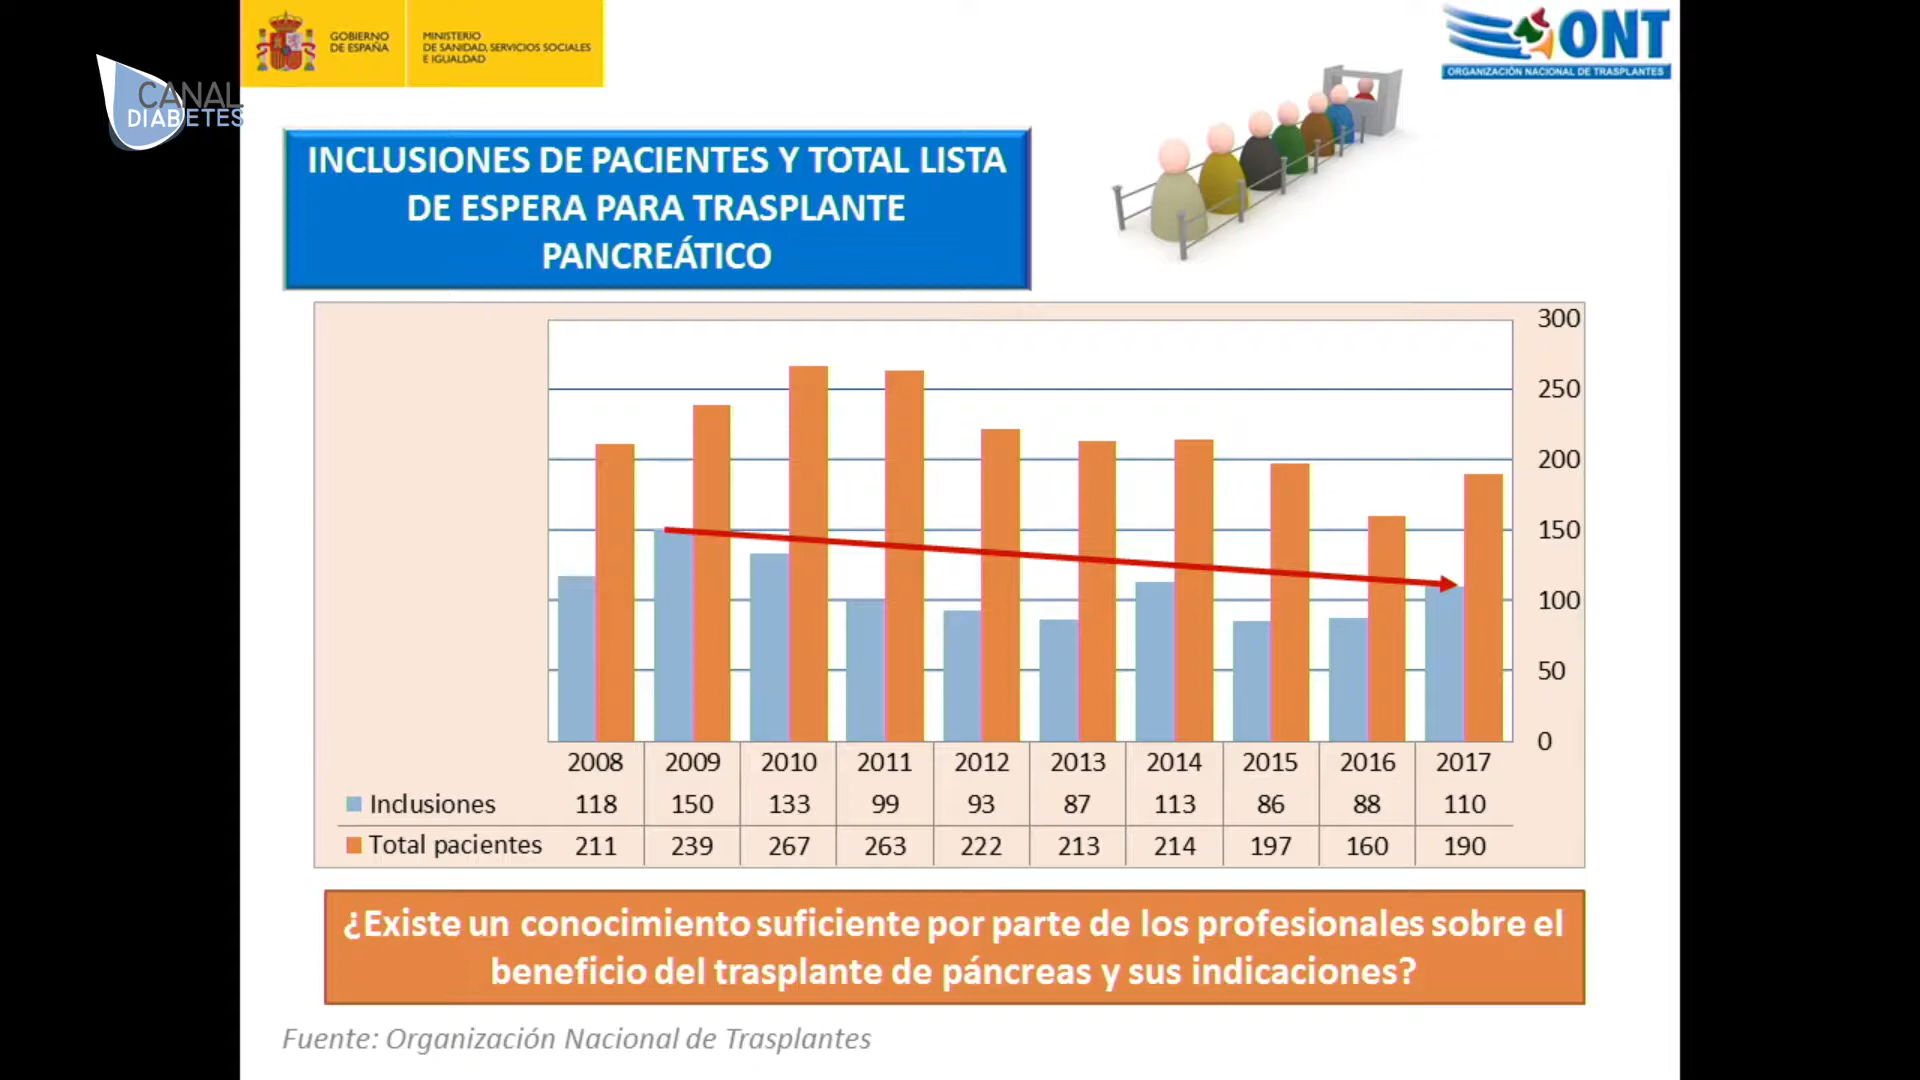 GOBIERNO
DE ESPAÑA
MINISTERIO
DE SANIDAD, SERVICIOS SOCIALES
E IGUALDAD
ONT
ORGANIZACIÓN NACIONAL DE TRASPLANTES
CANAL
DIABETES
INCLUSIONES DE PACIENTES Y TOTAL LISTA
DE ESPERA PARA TRASPLANTE
PANCREÁTICO
300
250
200
150
100
50
0
2008 2009 2010 2011 2012 2013 2014 2015 2016 2017
Inclusiones 118 150 133 99 93 87 113 86 88 110
Total pacientes 211 239 267 263 222 213 214 197 160 190
¿Existe un conocimiento suficiente por parte de los profesionales sobre el
beneficio del trasplante de páncreas y sus indicaciones?
Fuente: Organización Nacional de Trasplantes